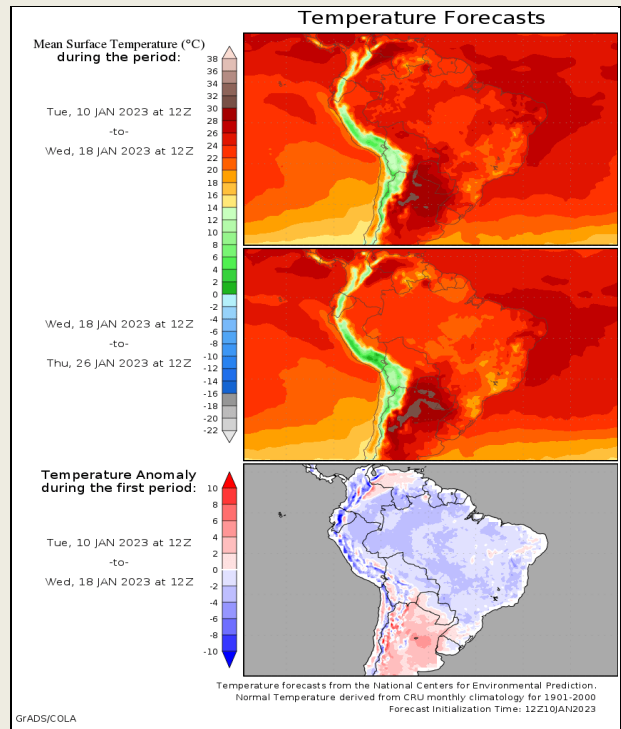 Temperature Forecasts
Mean Surface Temperature (°C)
during the period:
Tue, 10 JAN 2023 at 12Z
-to-
Wed, 18 JAN 2023 at 12Z
38
36
34
32
30
28
26
24
22
20
18
16
14
12
10
8
6
4
2
0
-2
-4
-6
-8
-10
-12
-14
-16
-18
-20
-22
Wed, 18 JAN 2023 at 12Z
-to-
Thu, 26 JAN 2023 at 12Z
Temperature Anomaly
during the first period:
Tue, 10 JAN 2023 at 12Z
-to-
Wed, 18 JAN 2023 at 12Z
10
8
6
4
2
0
-2
-4
-6
-8
-10
Temperature forecasts from the National Centers for Environmental Prediction.
Normal Temperature derived from CRU monthly climatology for 1901-2000
Forecast Initialization Time: 12Z10JAN2023
GrADS/COLA